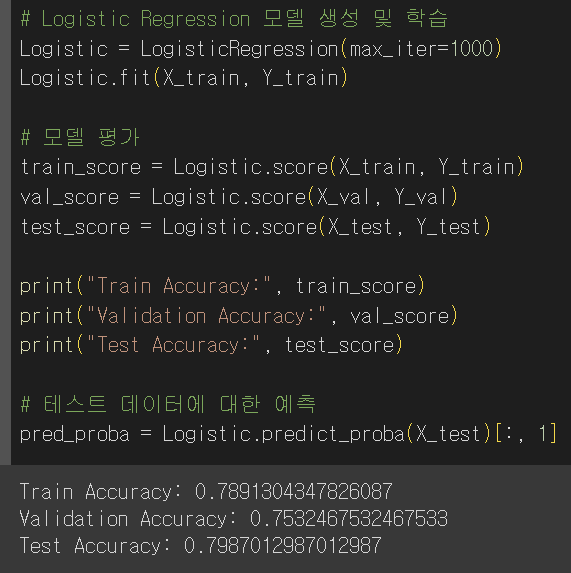 # Logistic Regression 모델 생성 및 학습
Logistic = LogisticRegression(max_iter=1000)
Logistic.fit(X_train, Y_train)
# 모델 평가
train_score = Logistic.score(X_train, Y_train)
val_score = Logistic.score(X_val, Y_val)
test_score = Logistic.score(X_test, Y_test)
print("Train Accuracy:", train_score)
print("Validation Accuracy:", val_score)
print("Test Accuracy:", test_score)
# 테스트 데이터에 대한 예측
pred_proba = Logistic.predict_proba(X_test)[:, 1]
Train Accuracy: 0.7891304347826087
Validation Accuracy: 0.7532467532467533
Test Accuracy: 0.7987012987012987